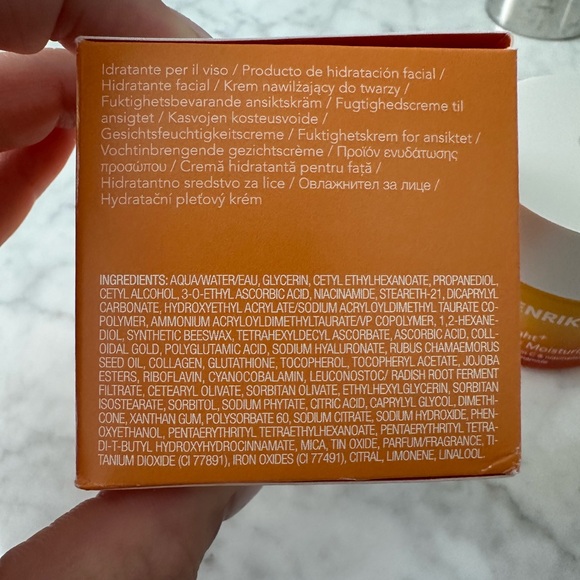 Idratante per il viso / Producto de hidratación facial /
Hidratante facial / Krem nawilżający do twarzy /
Fuktighetsbevarande ansiktskräm / Fugtighedscreme til
ansigtet / Kasvojen kosteusvoide /
Gesichtsfeuchtigkeitscreme / Fuktighetskrem for ansiktet /
Vochtinbrengende gezichtscrème / Προϊόν ενυδάτωσης
προσώπου / Cremă hidratantă pentru față /
Hidratantno sredstvo za lice / Овлажнител за лице /
Hydratační pleťový krém
INGREDIENTS: AQUA/WATER/EAU, GLYCERIN, CETYL ETHYLHEXANOATE, PROPANEDIOL,
CETYL ALCOHOL, 3-O-ETHYL ASCORBIC ACID, NIACINAMIDE, STEARETH-21, DICAPRYLYL
CARBONATE, HYDROXYETHYL ACRYLATE/SODIUM ACRYLOYLDIMETHYL TAURATE CO-
POLYMER, AMMONIUM ACRYLOYLDIMETHYLTAURATE/VP COPOLYMER, 1,2-HEXANE-
DIOL, SYNTHETIC BEESWAX, TETRAHEXYLDECYL ASCORBATE, ASCORBIC ACID, COLL-
OIDAL GOLD, POLYGLUTAMIC ACID, SODIUM HYALURONATE, RUBUS CHAMAEMORUS
SEED OIL, COLLAGEN, GLUTATHIONE, TOCOPHEROL, TOCOPHERYL ACETATE, JOJOBA
ESTERS, RIBOFLAVIN, CYANOCOBALAMIN, LEUCONOSTOC/ RADISH ROOT FERMENT
FILTRATE, CETEARYL OLIVATE, SORBITAN OLIVATE, ETHYLHEXYLGLYCERIN, SORBITAN
ISOSTEARATE, SORBITOL, SODIUM PHYTATE, CITRIC ACID, CAPRYLYL GLYCOL, DIMETHI-
CONE, XANTHAN GUM, POLYSORBATE 60, SODIUM CITRATE, SODIUM HYDROXIDE, PHEN-
OXYETHANOL, PENTAERYTHRITYL TETRAETHYLHEXANOATE, PENTAERYTHRITYL TETRA-
DI-T-BUTYL HYDROXYHYDROCINNAMATE, MICA, TIN OXIDE, PARFUM/FRAGRANCE, TI-
TANIUM DIOXIDE (CI 77891), IRON OXIDES (CI 77491), CITRAL, LIMONENE, LINALOOL.
ENRIK
Moistur